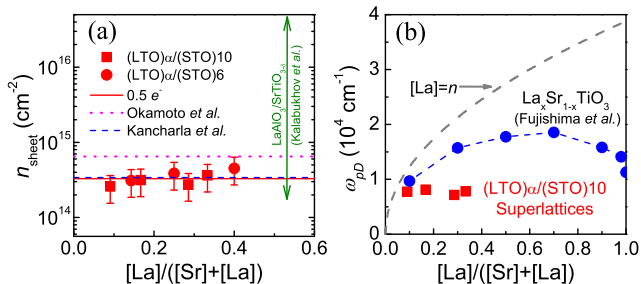 (a)
(LTO)α/(STO)10
(LTO)α/(STO)6
0.5 e⁻
Okamoto et al.
Kancharla et al.
LaAlO₃/SrTiO₃₋δ
(Kalabukhov et al.)
10¹⁶
10¹⁵
10¹⁴
n_sheet (cm⁻²)
0.0 0.2 0.4 0.6
[La]/([Sr]+[La])
(b)
[La]=n
LaₓSr₁₋ₓTiO₃
(Fujishima et al.)
(LTO)α/(STO)10
Superlattices
4
3
2
1
0
ω_pD (10⁴ cm⁻¹)
0.0 0.2 0.4 0.6 0.8 1.0
[La]/([Sr]+[La])